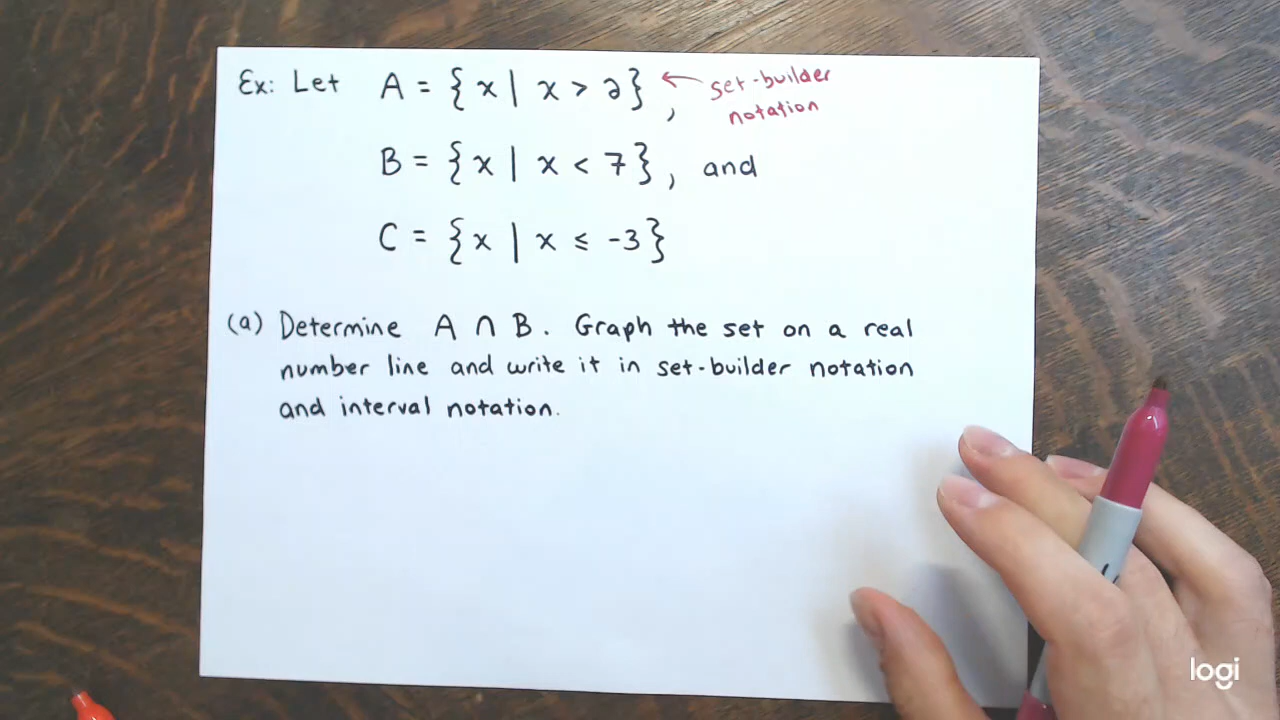 Ex: Let A = { x | x > 2 } , ← set-builder
notation
B = { x | x < 7 } , and
C = { x | x ≤ -3 }
(a) Determine A ∩ B. Graph the set on a real
number line and write it in set-builder notation
and interval notation.
logi